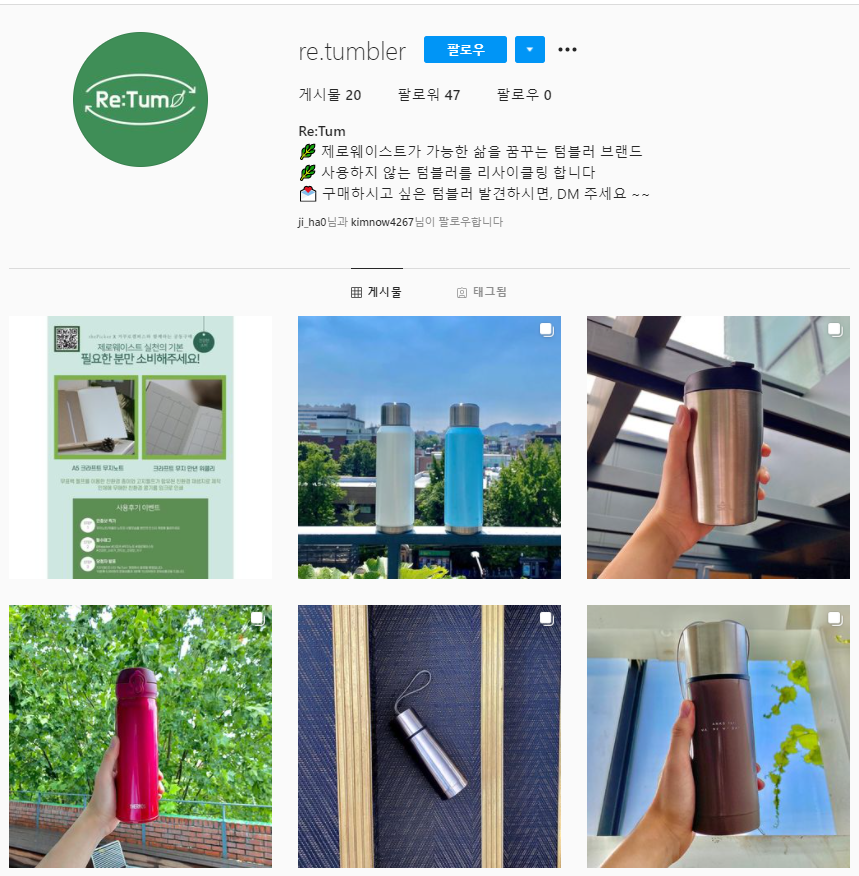 Re:Tum
re.tumbler 팔로우
게시물 20 팔로워 47 팔로우 0
Re:Tum
제로웨이스트가 가능한 삶을 꿈꾸는 텀블러 브랜드
사용하지 않는 텀블러를 리사이클링 합니다
구매하시고 싶은 텀블러 발견하시면, DM 주세요 ~~
ji_ha0님과 kimnow4267님이 팔로우합니다
게시물 태그됨
제로웨이스트 실천의 기본
필요한 분만 소비해주세요!
A5 크라프트 무지노트 크라프트 무지 만년 위클리
사용후기 이벤트
THERMOS